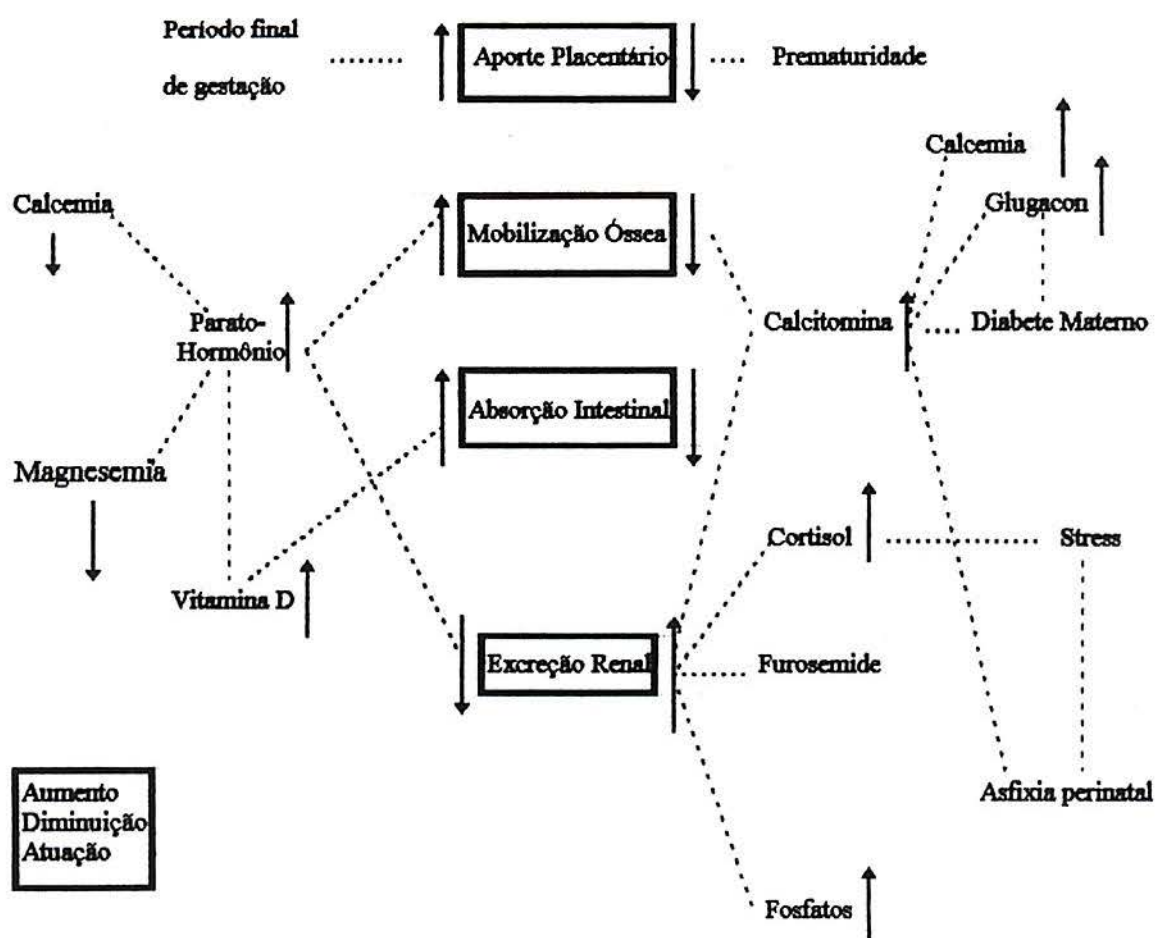 Período final
de gestação
Aporte Placentário
Prematuridade
Calcemia
Glugacon
Calcemia
Mobilização Óssea
Parato-
Hormônio
Calcitomina
Diabete Materno
Absorção Intestinal
Magnesemia
Cortisol
Stress
Vitamina D
Excreção Renal
Furosemide
Aumento
Diminuição
Atuação
Asfixia perinatal
Fosfatos